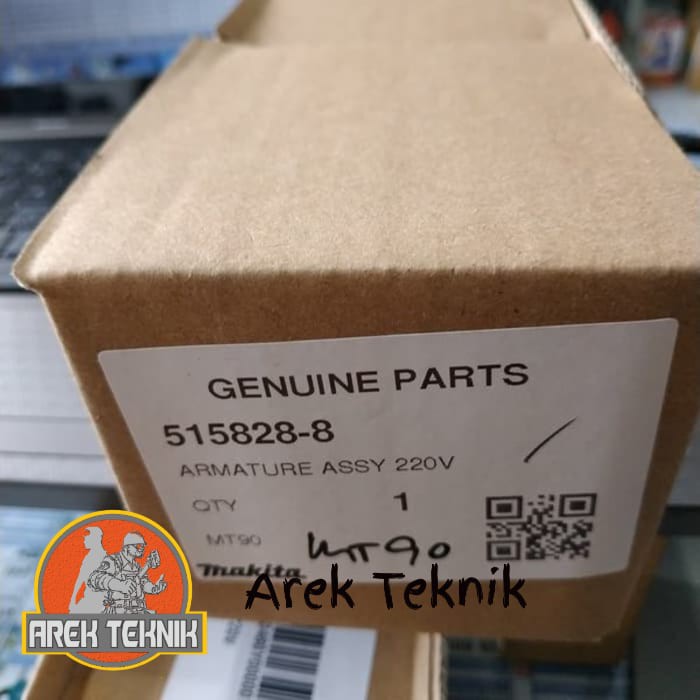 GENUINE PARTS
515828-8
ARMATURE ASSY 220V
QTY 1
MT90 MT90
makita
Arek Teknik
AREK TEKNIK